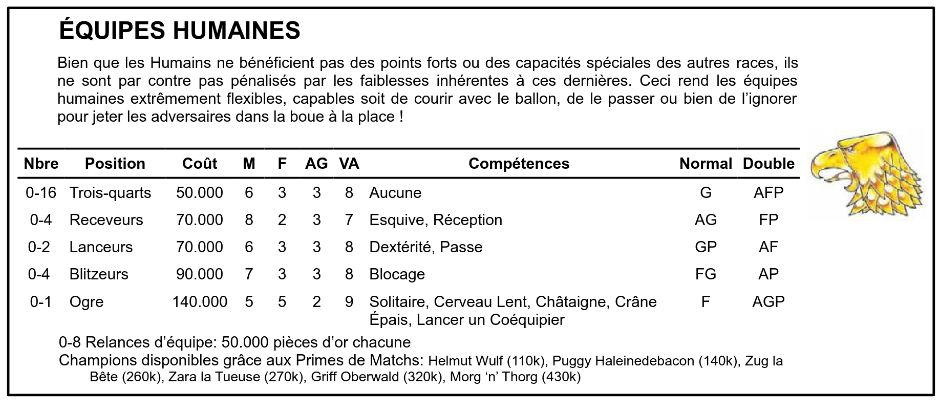 ÉQUIPES HUMAINES
Bien que les Humains ne bénéficient pas des points forts ou des capacités spéciales des autres races, ils
ne sont par contre pas pénalisés par les faiblesses inhérentes à ces dernières. Ceci rend les équipes
humaines extrêmement flexibles, capables soit de courir avec le ballon, de le passer ou bien de l'ignorer
pour jeter les adversaires dans la boue à la place !
Nbre Position Coût M F AG VA Compétences Normal Double
0-16 Trois-quarts 50.000 6 3 3 8 Aucune G AFP
0-4 Receveurs 70.000 8 2 3 7 Esquive, Réception AG FP
0-2 Lanceurs 70.000 6 3 3 8 Dextérité, Passe GP AF
0-4 Blitzeurs 90.000 7 3 3 8 Blocage FG AP
0-1 Ogre 140.000 5 5 2 9 Solitaire, Cerveau Lent, Châtaigne, Crâne F AGP
Épais, Lancer un Coéquipier
0-8 Relances d'équipe: 50.000 pièces d'or chacune
Champions disponibles grâce aux Primes de Matchs: Helmut Wulf (110k), Puggy Haleinedebacon (140k), Zug la
Bête (260k), Zara la Tueuse (270k), Griff Oberwald (320k), Morg 'n' Thorg (430k)